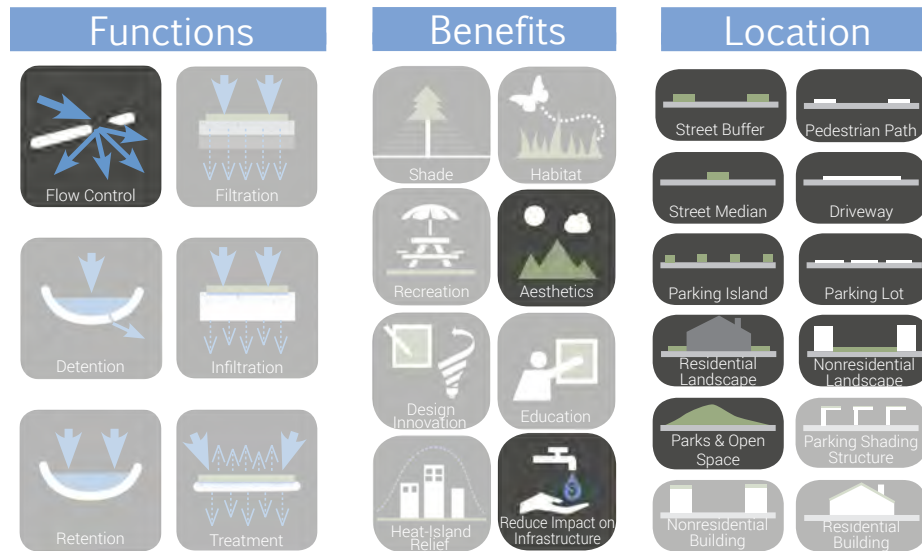 Functions
Flow Control
Filtration
Detention
Infiltration
Retention
Treatment
Benefits
Shade
Habitat
Recreation
Aesthetics
Design
Innovation
Education
Heat-Island
Relief
$
Reduce Impact on
Infrastructure
Location
Street Buffer
Pedestrian Path
Street Median
Driveway
Parking Island
Parking Lot
Residential
Landscape
Nonresidential
Landscape
Parks & Open
Space
Parking Shading
Structure
Nonresidential
Building
Residential
Building